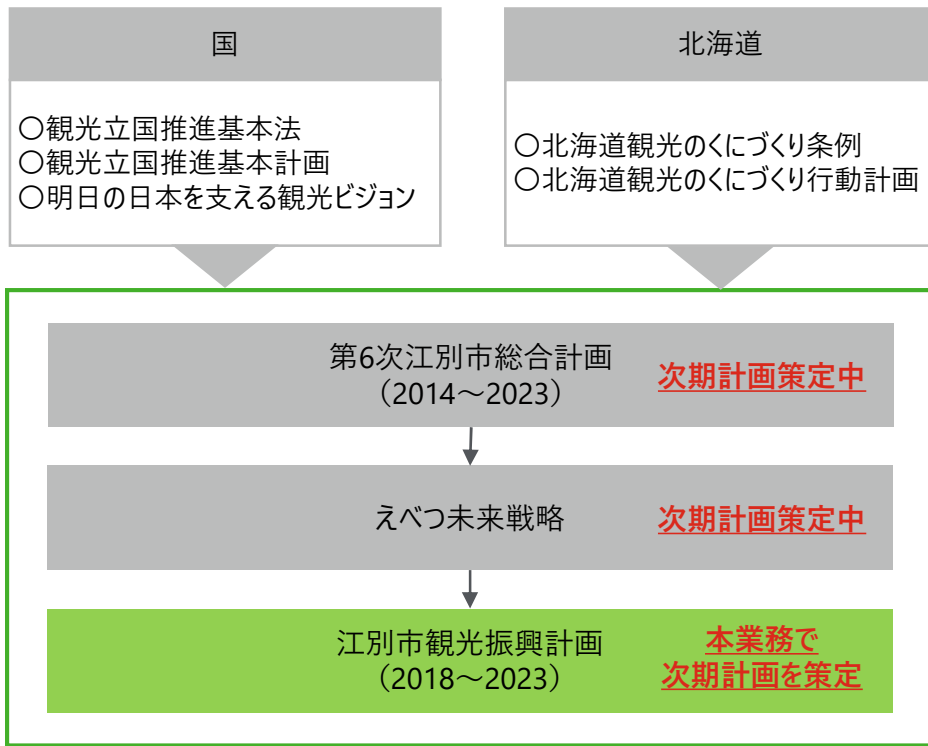 国
○観光立国推進基本法
○観光立国推進基本計画
○明日の日本を支える観光ビジョン
北海道
○北海道観光のくにづくり条例
○北海道観光のくにづくり行動計画
第6次江別市総合計画
（2014～2023）
次期計画策定中
えべつ未来戦略
次期計画策定中
江別市観光振興計画
（2018～2023）
本業務で
次期計画を策定